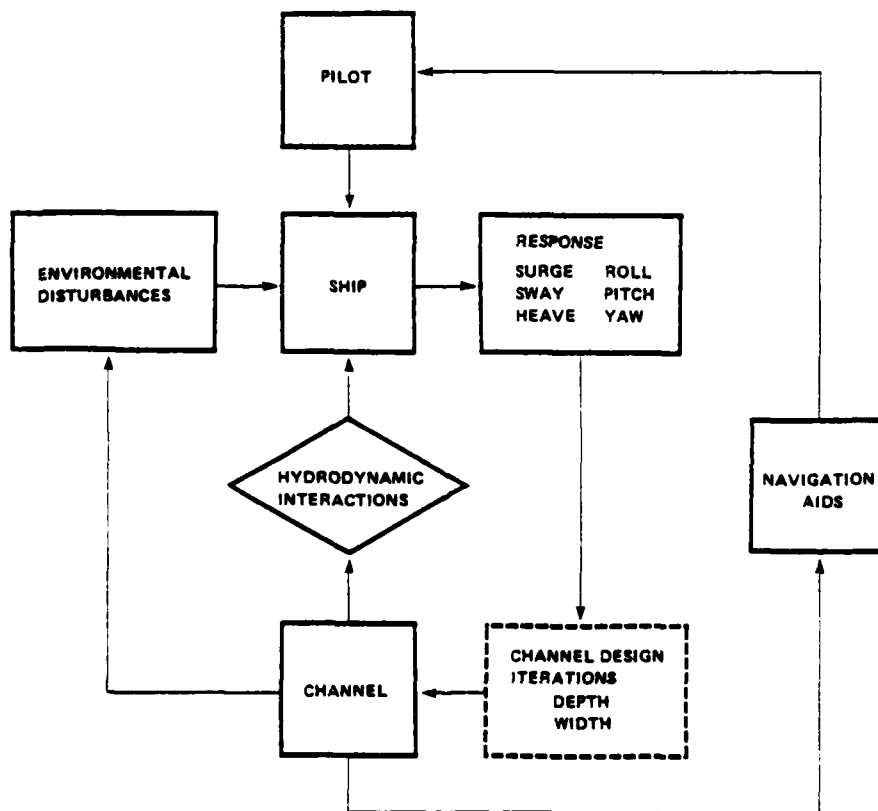 PILOT
ENVIRONMENTAL
DISTURBANCES
SHIP
RESPONSE
SURGE ROLL
SWAY PITCH
HEAVE YAW
HYDRODYNAMIC
INTERACTIONS
NAVIGATION
AIDS
CHANNEL
CHANNEL DESIGN
ITERATIONS
DEPTH
WIDTH